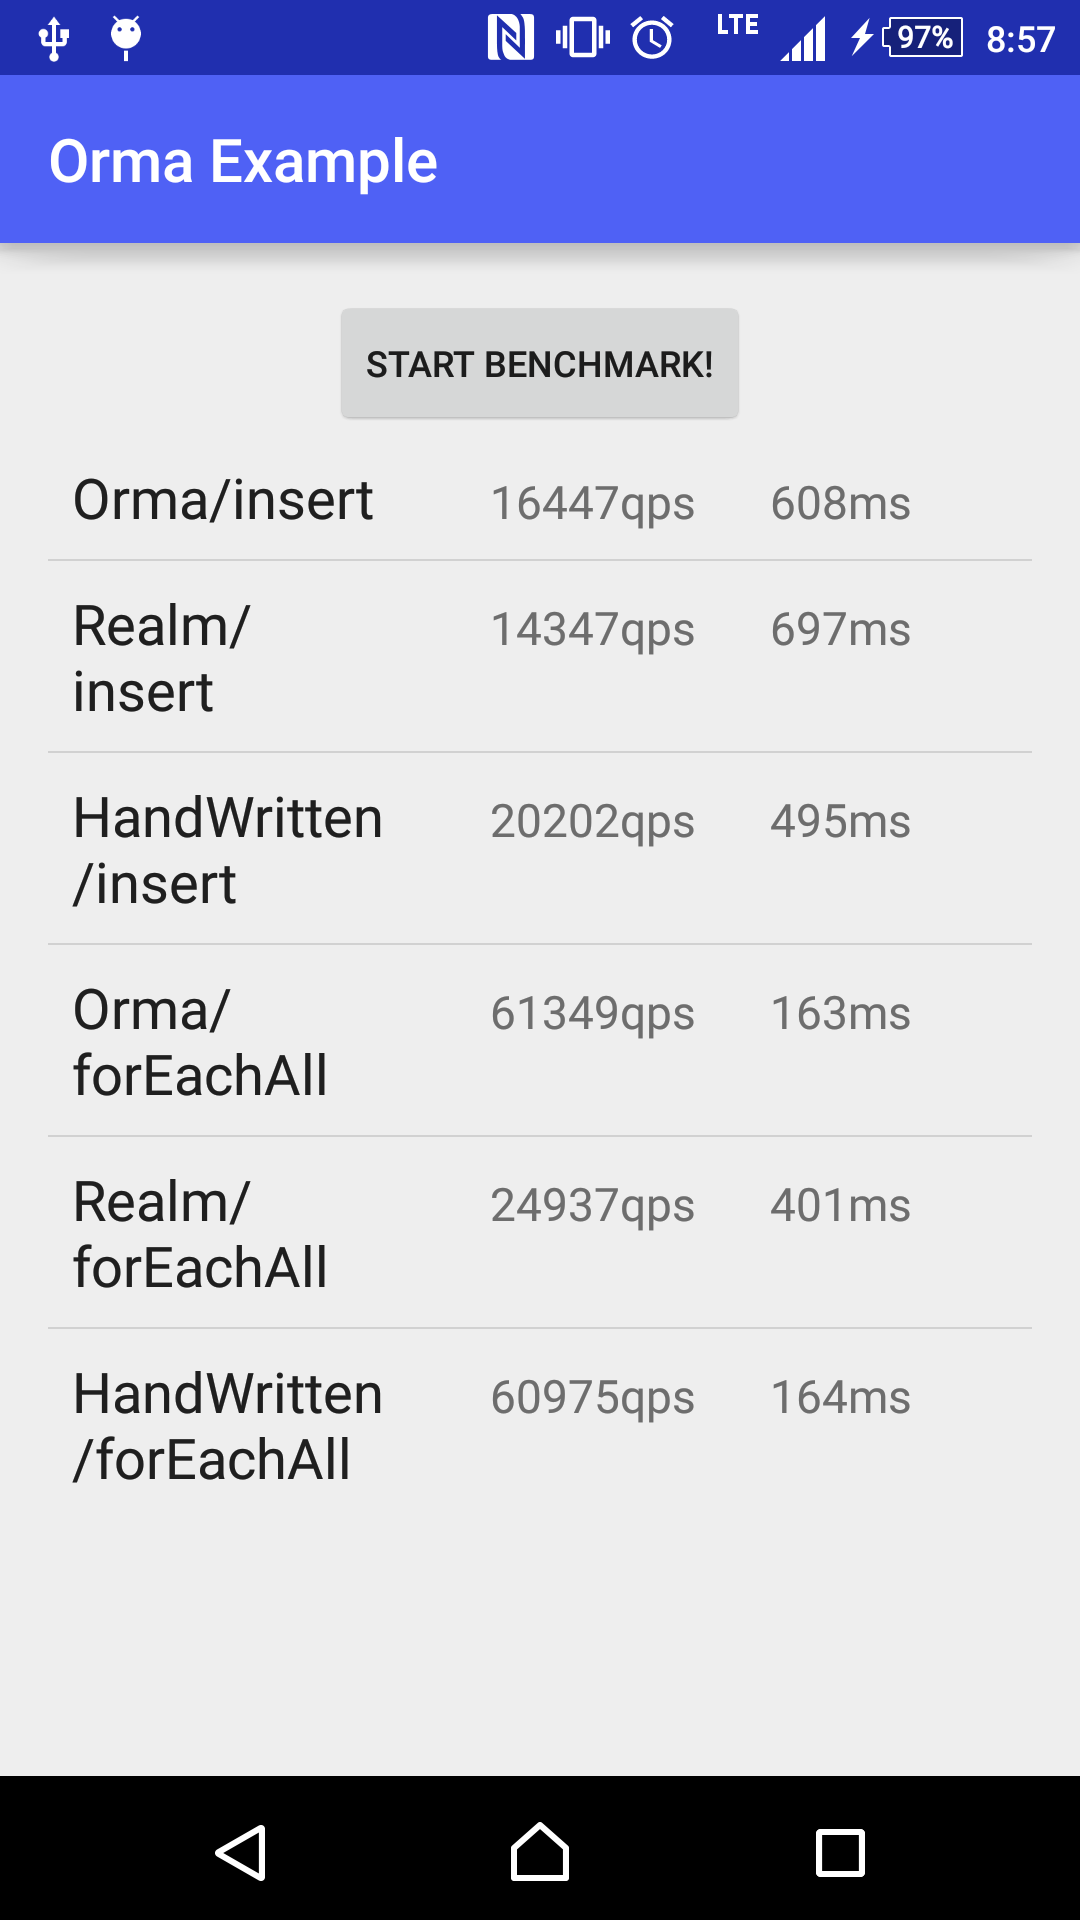 LTE 97% 8:57
Orma Example
START BENCHMARK!
Orma/insert 16447qps 608ms
Realm/ 14347qps 697ms
insert
HandWritten 20202qps 495ms
/insert
Orma/ 61349qps 163ms
forEachAll
Realm/ 24937qps 401ms
forEachAll
HandWritten 60975qps 164ms
/forEachAll